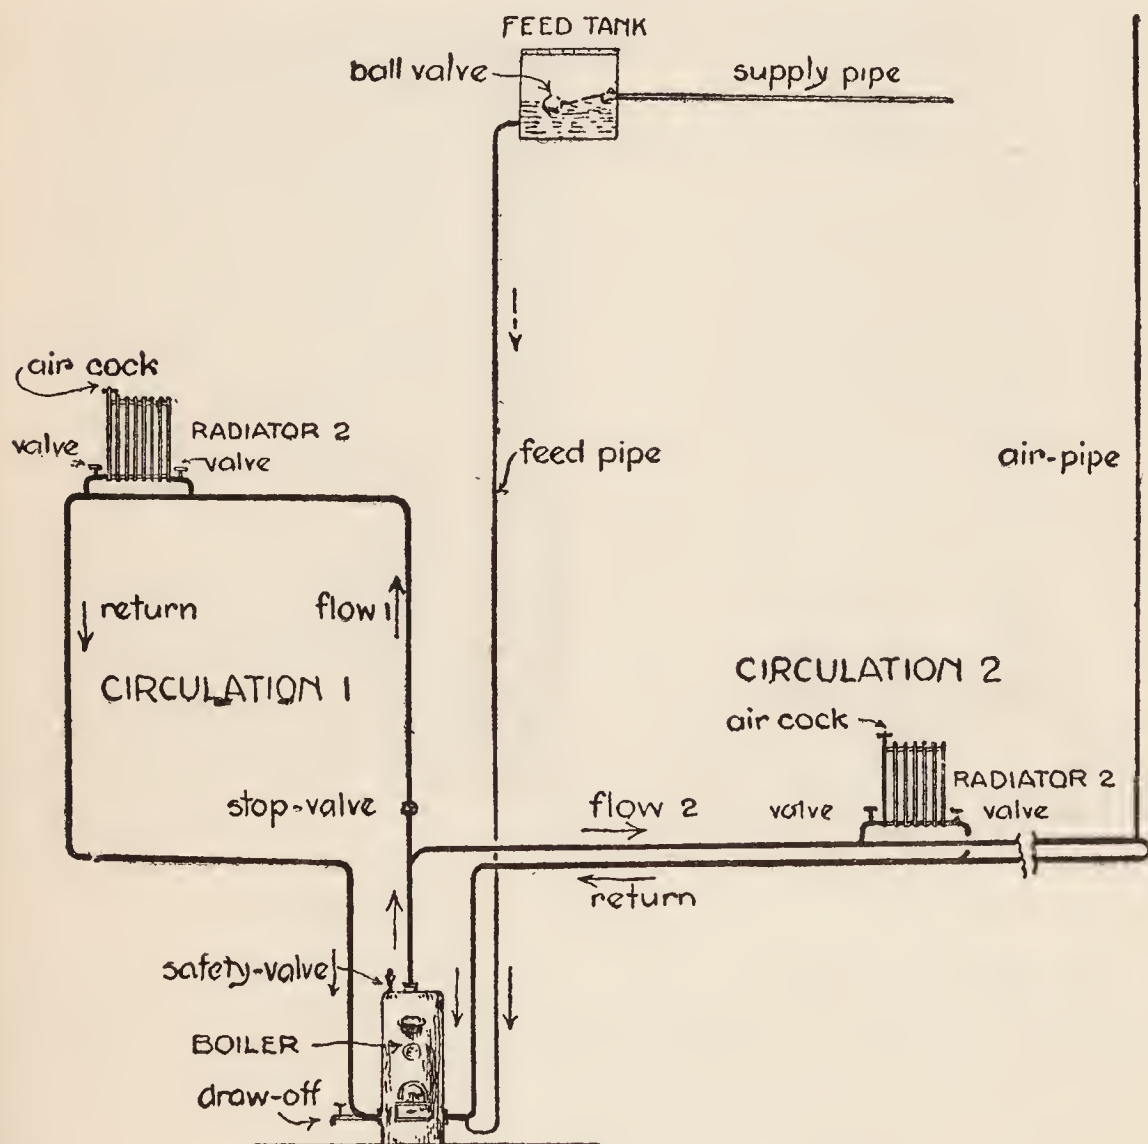 FEED TANK
ball valve
supply pipe
air cock
RADIATOR 2
valve
valve
feed pipe
air-pipe
return
flow 1
CIRCULATION 1
CIRCULATION 2
air cock
RADIATOR 2
valve
valve
stop-valve
flow 2
return
safety-valve
BOILER
draw-off